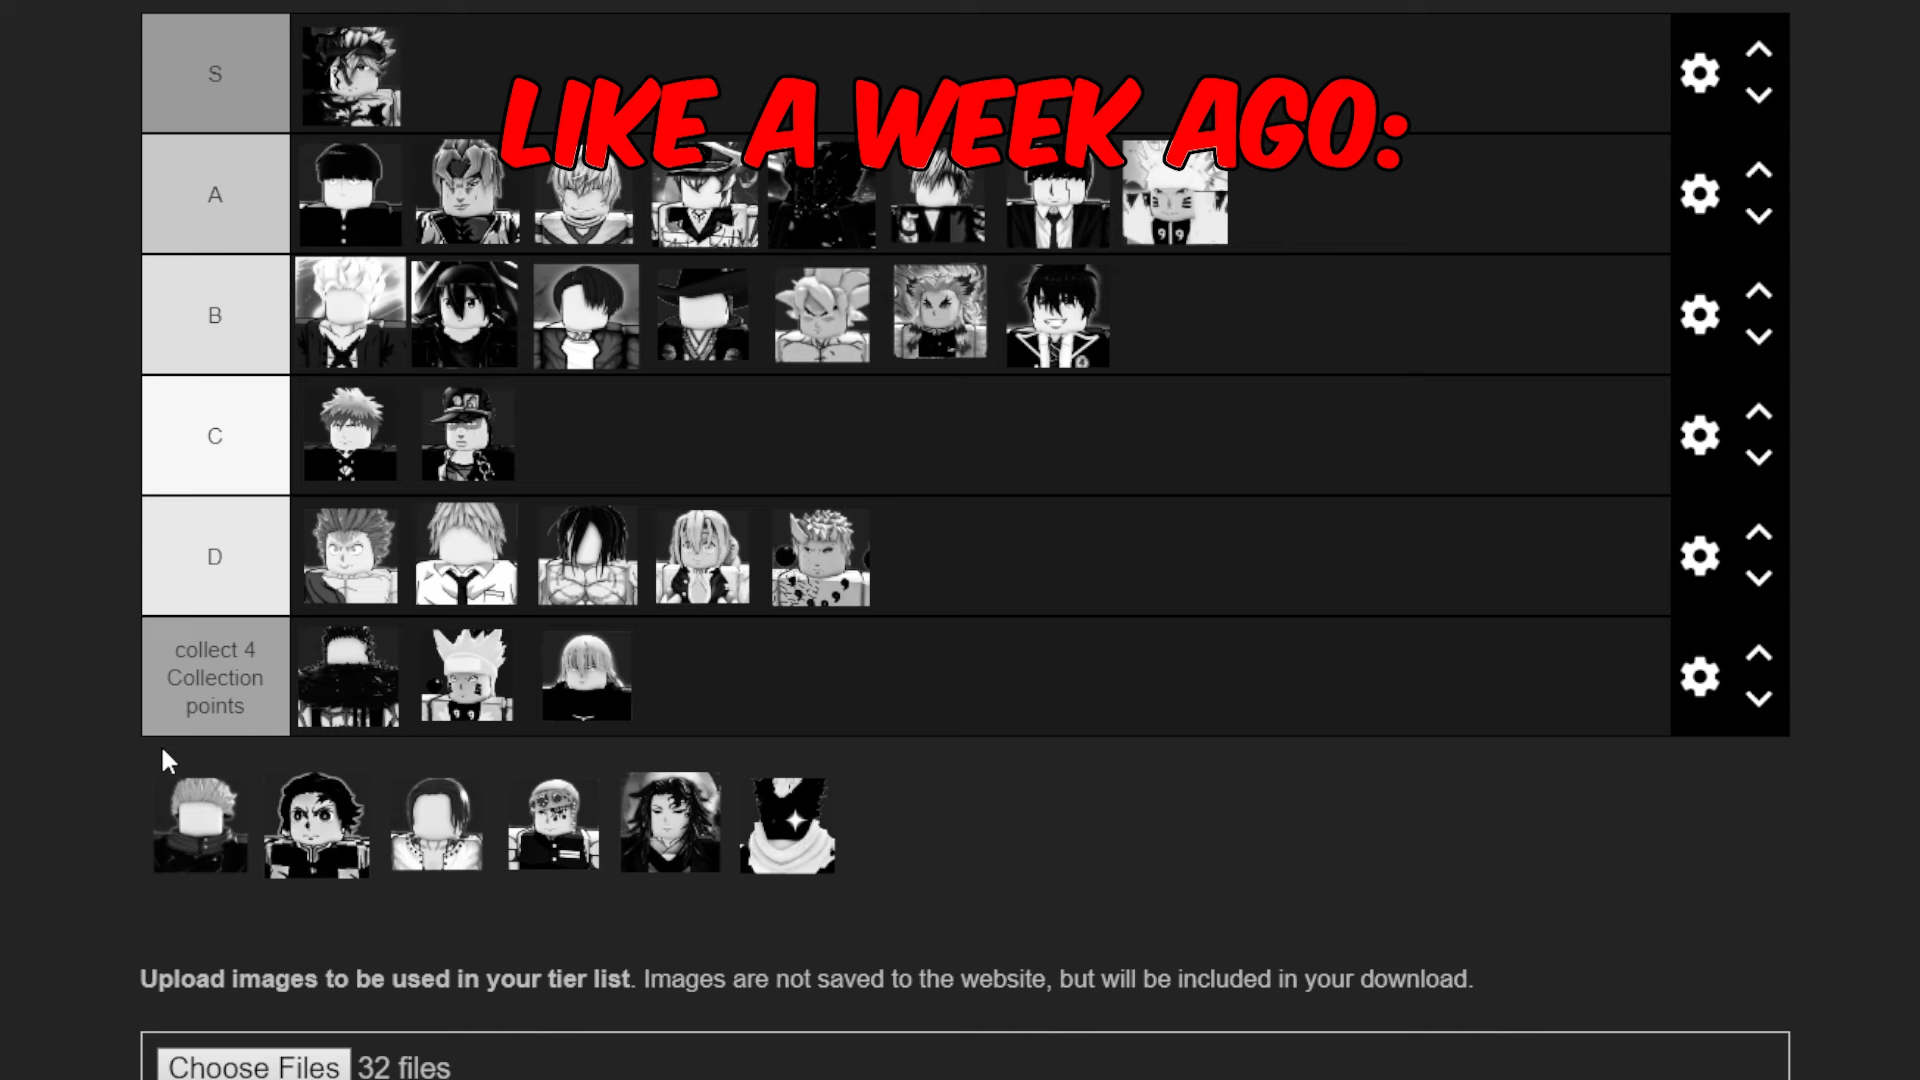 S
LIKE A WEEK AGO:
A
B
C
D
collect 4
Collection
points
Upload images to be used in your tier list. Images are not saved to the website, but will be included in your download.
Choose Files 32 files